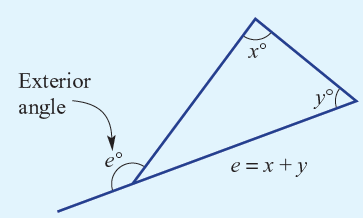 x°
Exterior
angle
y°
e°
e = x + y